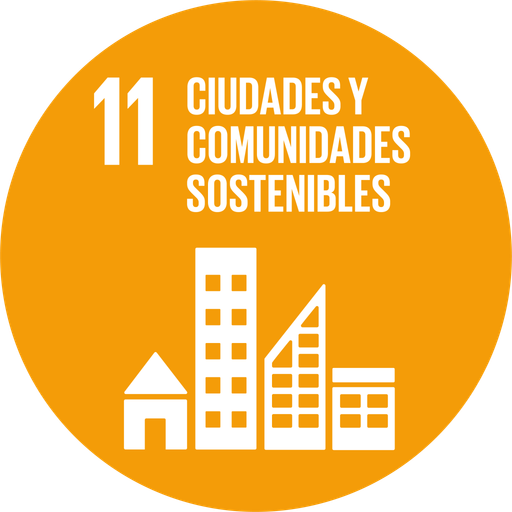 11
CIUDADES Y
COMUNIDADES
SOSTENIBLES